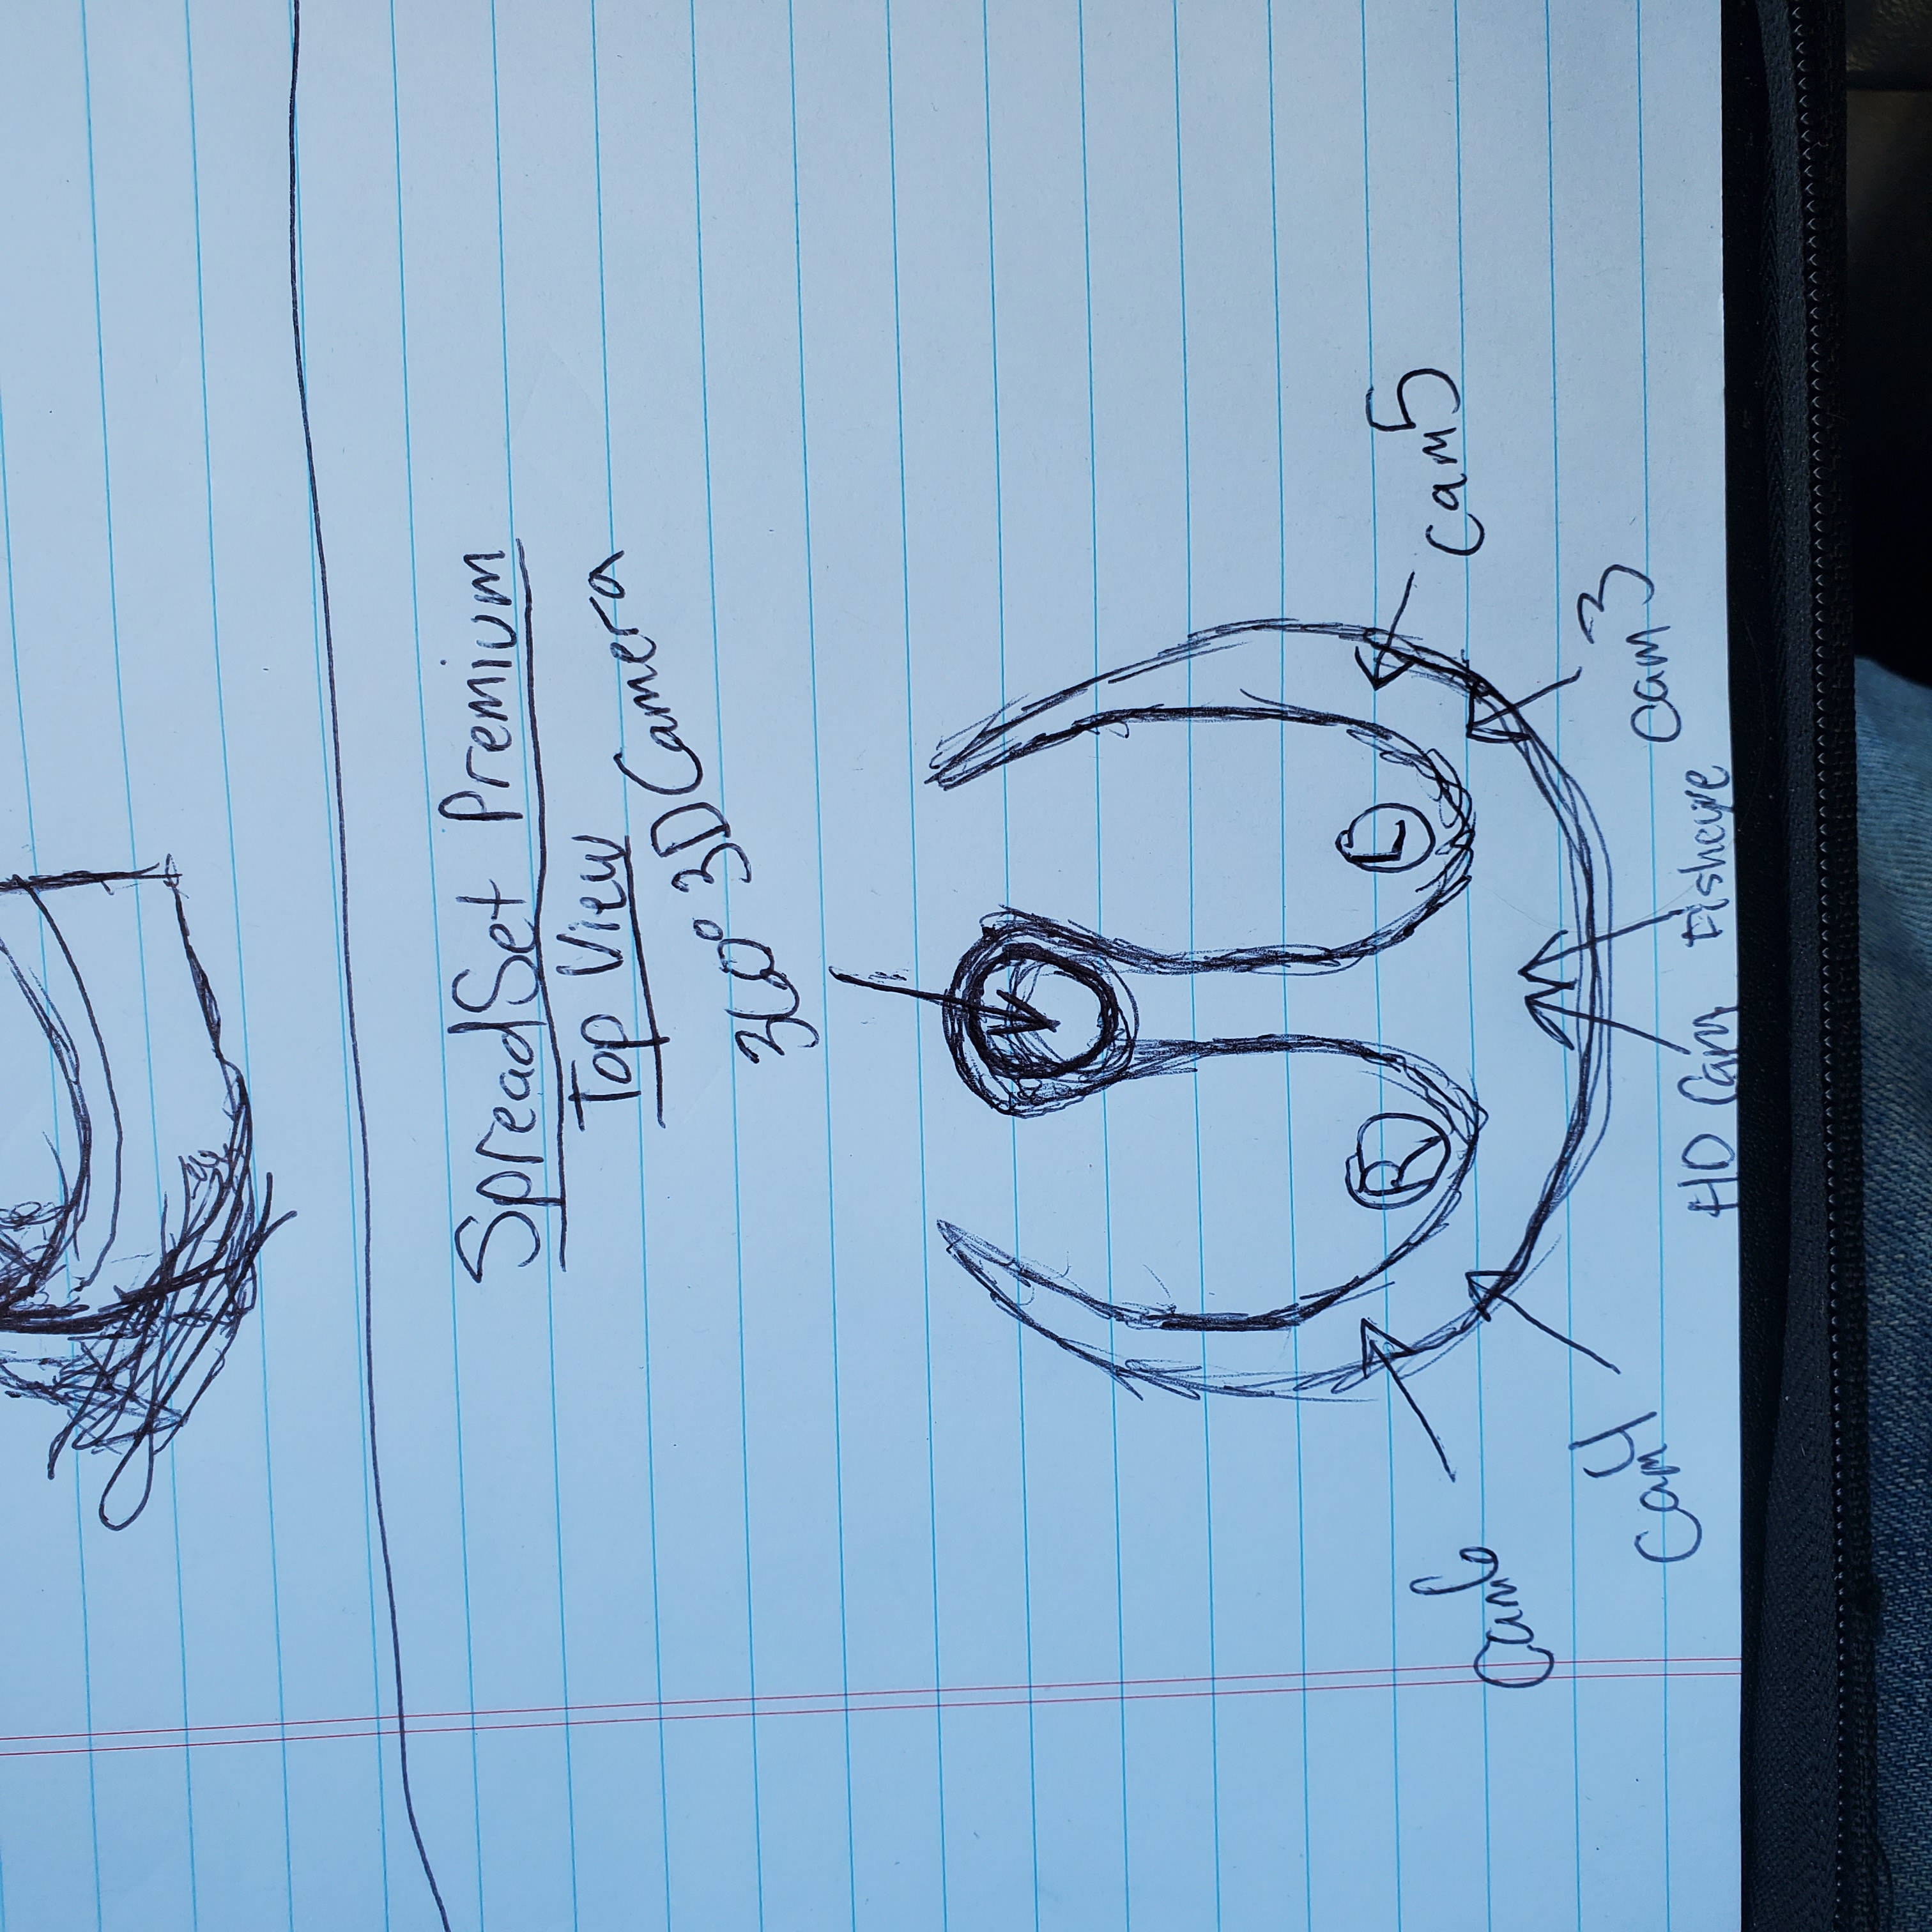 SpreadSet Premium
Top View
360° 3D Camera
R
L
Cam6
Cam5
Cam4
Cam3
HD Cam
Fisheye